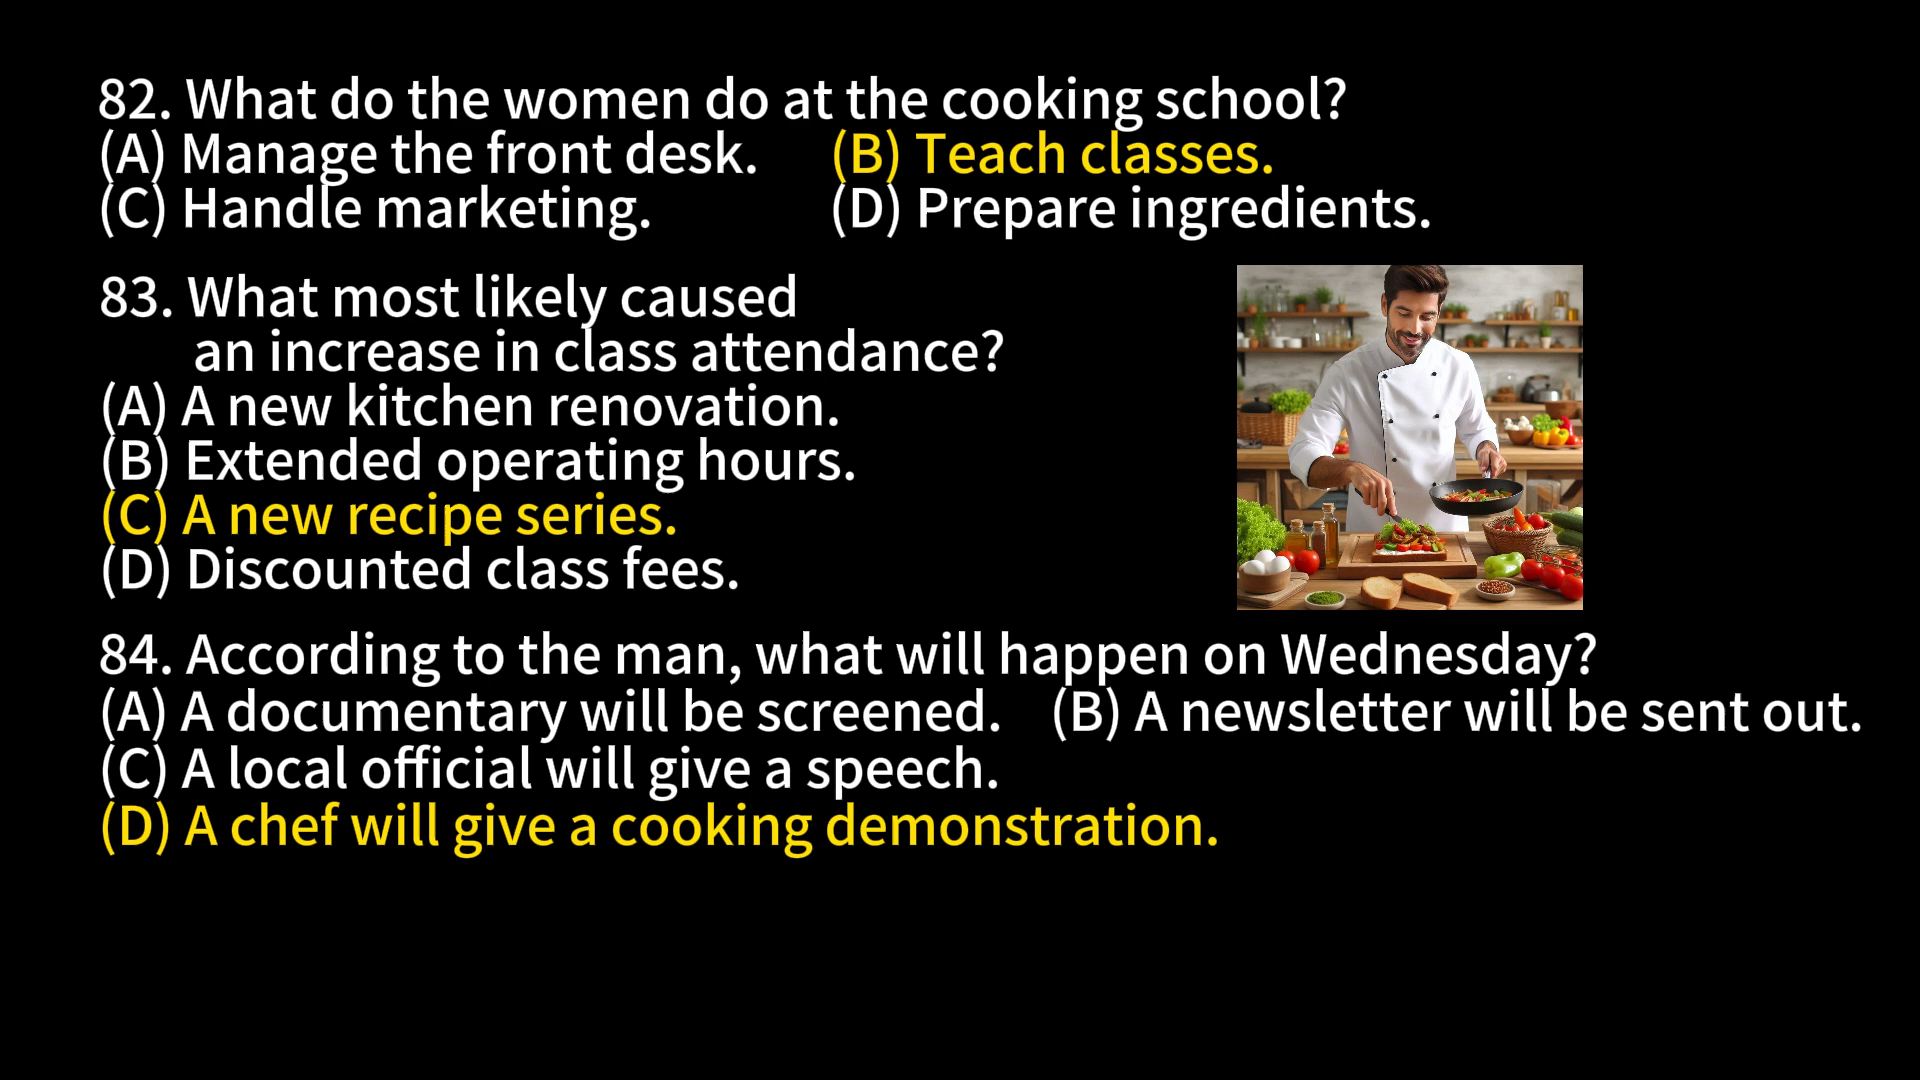 82. What do the women do at the cooking school?
(A) Manage the front desk. (B) Teach classes.
(C) Handle marketing. (D) Prepare ingredients.
83. What most likely caused
an increase in class attendance?
(A) A new kitchen renovation.
(B) Extended operating hours.
(C) A new recipe series.
(D) Discounted class fees.
84. According to the man, what will happen on Wednesday?
(A) A documentary will be screened. (B) A newsletter will be sent out.
(C) A local official will give a speech.
(D) A chef will give a cooking demonstration.